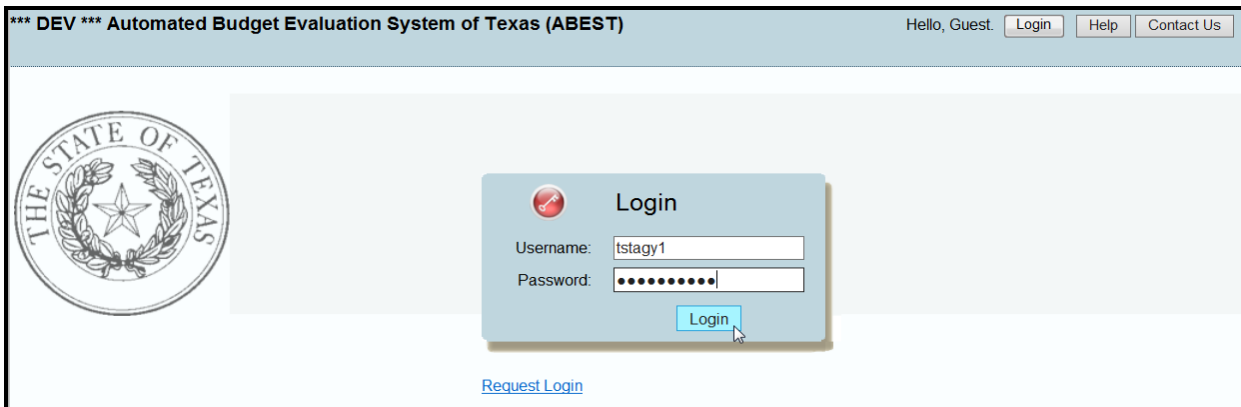 *** DEV *** Automated Budget Evaluation System of Texas (ABEST) Hello, Guest. Login Help Contact Us
THE STATE OF TEXAS
Login
Username: tstagy1
Password: ●●●●●●●●●●
Login
Request Login